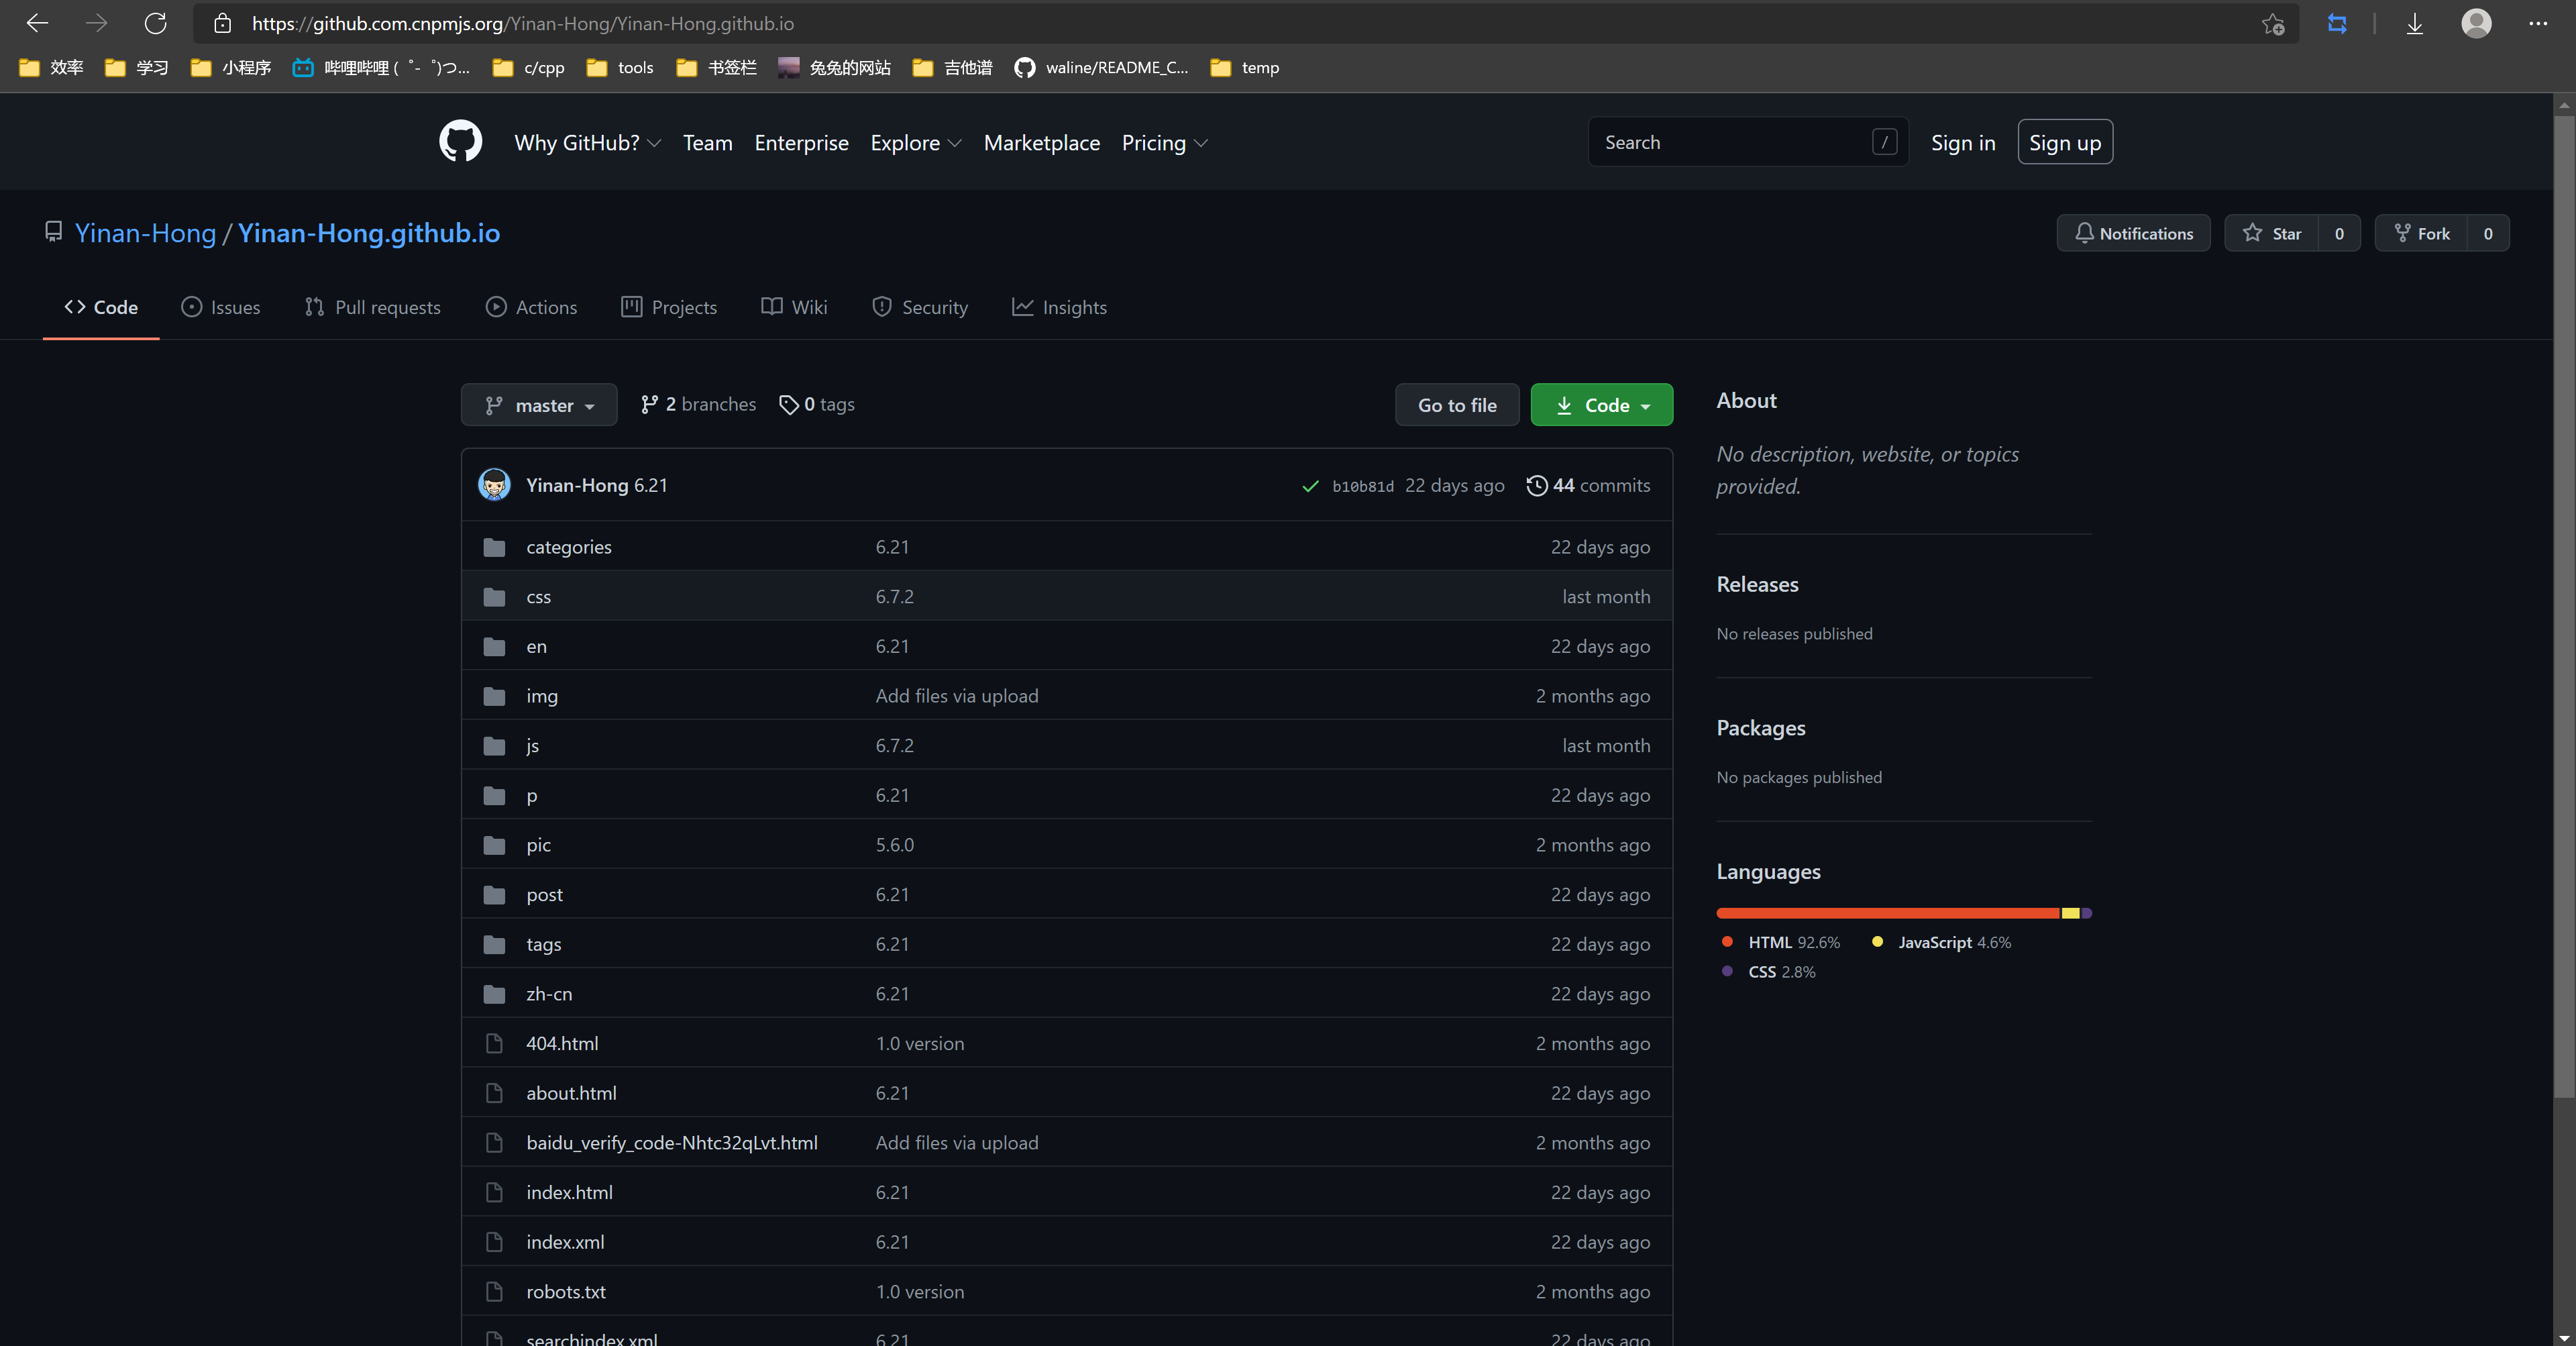 https://github.com.cnpmjs.org/Yinan-Hong/Yinan-Hong.github.io
效率 学习 小程序 哔哩哔哩 ( ゜- ゜)つ... c/cpp tools 书签栏 兔兔的网站 吉他谱 waline/README_C... temp
Why GitHub? Team Enterprise Explore Marketplace Pricing Search / Sign in Sign up
Yinan-Hong / Yinan-Hong.github.io Notifications Star 0 Fork 0
Code Issues Pull requests Actions Projects Wiki Security Insights
master 2 branches 0 tags Go to file Code
Yinan-Hong 6.21 b10b81d 22 days ago 44 commits
categories 6.21 22 days ago
css 6.7.2 last month
en 6.21 22 days ago
img Add files via upload 2 months ago
js 6.7.2 last month
p 6.21 22 days ago
pic 5.6.0 2 months ago
post 6.21 22 days ago
tags 6.21 22 days ago
zh-cn 6.21 22 days ago
404.html 1.0 version 2 months ago
about.html 6.21 22 days ago
baidu_verify_code-Nhtc32qLvt.html Add files via upload 2 months ago
index.html 6.21 22 days ago
index.xml 6.21 22 days ago
robots.txt 1.0 version 2 months ago
searchindex.xml 6.21 22 days ago
About
No description, website, or topics
provided.
Releases
No releases published
Packages
No packages published
Languages
HTML 92.6% JavaScript 4.6%
CSS 2.8%